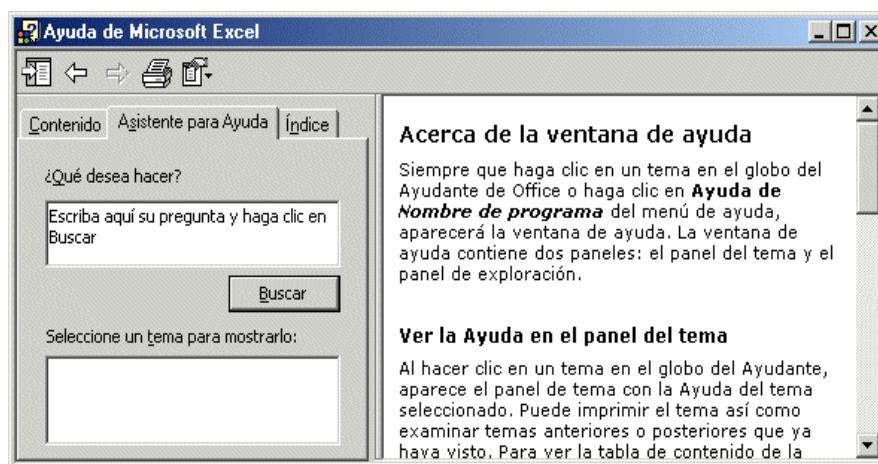 Ayuda de Microsoft Excel
Contenido
Asistente para Ayuda
Índice
¿Qué desea hacer?
Escriba aquí su pregunta y haga clic en
Buscar
Buscar
Seleccione un tema para mostrarlo:
Acerca de la ventana de ayuda
Siempre que haga clic en un tema en el globo del
Ayudante de Office o haga clic en Ayuda de
Nombre de programa del menú de ayuda,
aparecerá la ventana de ayuda. La ventana de
ayuda contiene dos paneles: el panel del tema y el
panel de exploración.
Ver la Ayuda en el panel del tema
Al hacer clic en un tema en el globo del Ayudante,
aparece el panel de tema con la Ayuda del tema
seleccionado. Puede imprimir el tema así como
examinar temas anteriores o posteriores que ya
haya visto. Para ver la tabla de contenido de la